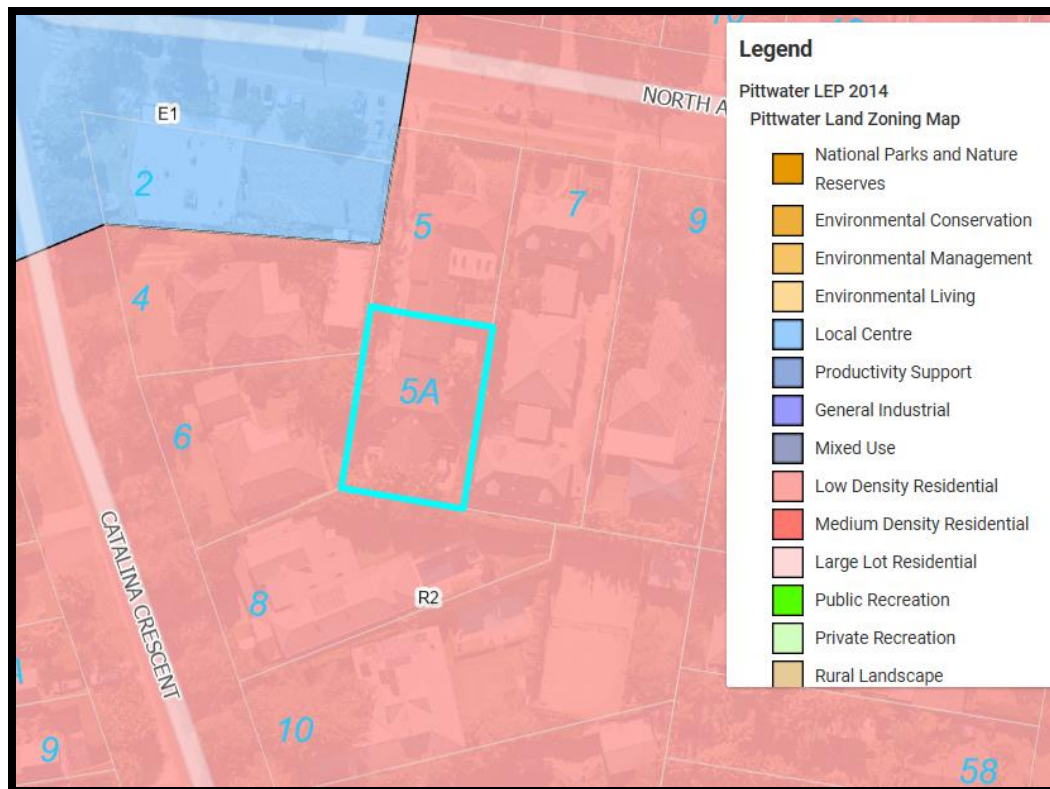 E1
NORTH A
2
5
7
9
4
5A
6
CATALINA CRESCENT
8
R2
10
9
58
Legend
Pittwater LEP 2014
Pittwater Land Zoning Map
National Parks and Nature
Reserves
Environmental Conservation
Environmental Management
Environmental Living
Local Centre
Productivity Support
General Industrial
Mixed Use
Low Density Residential
Medium Density Residential
Large Lot Residential
Public Recreation
Private Recreation
Rural Landscape